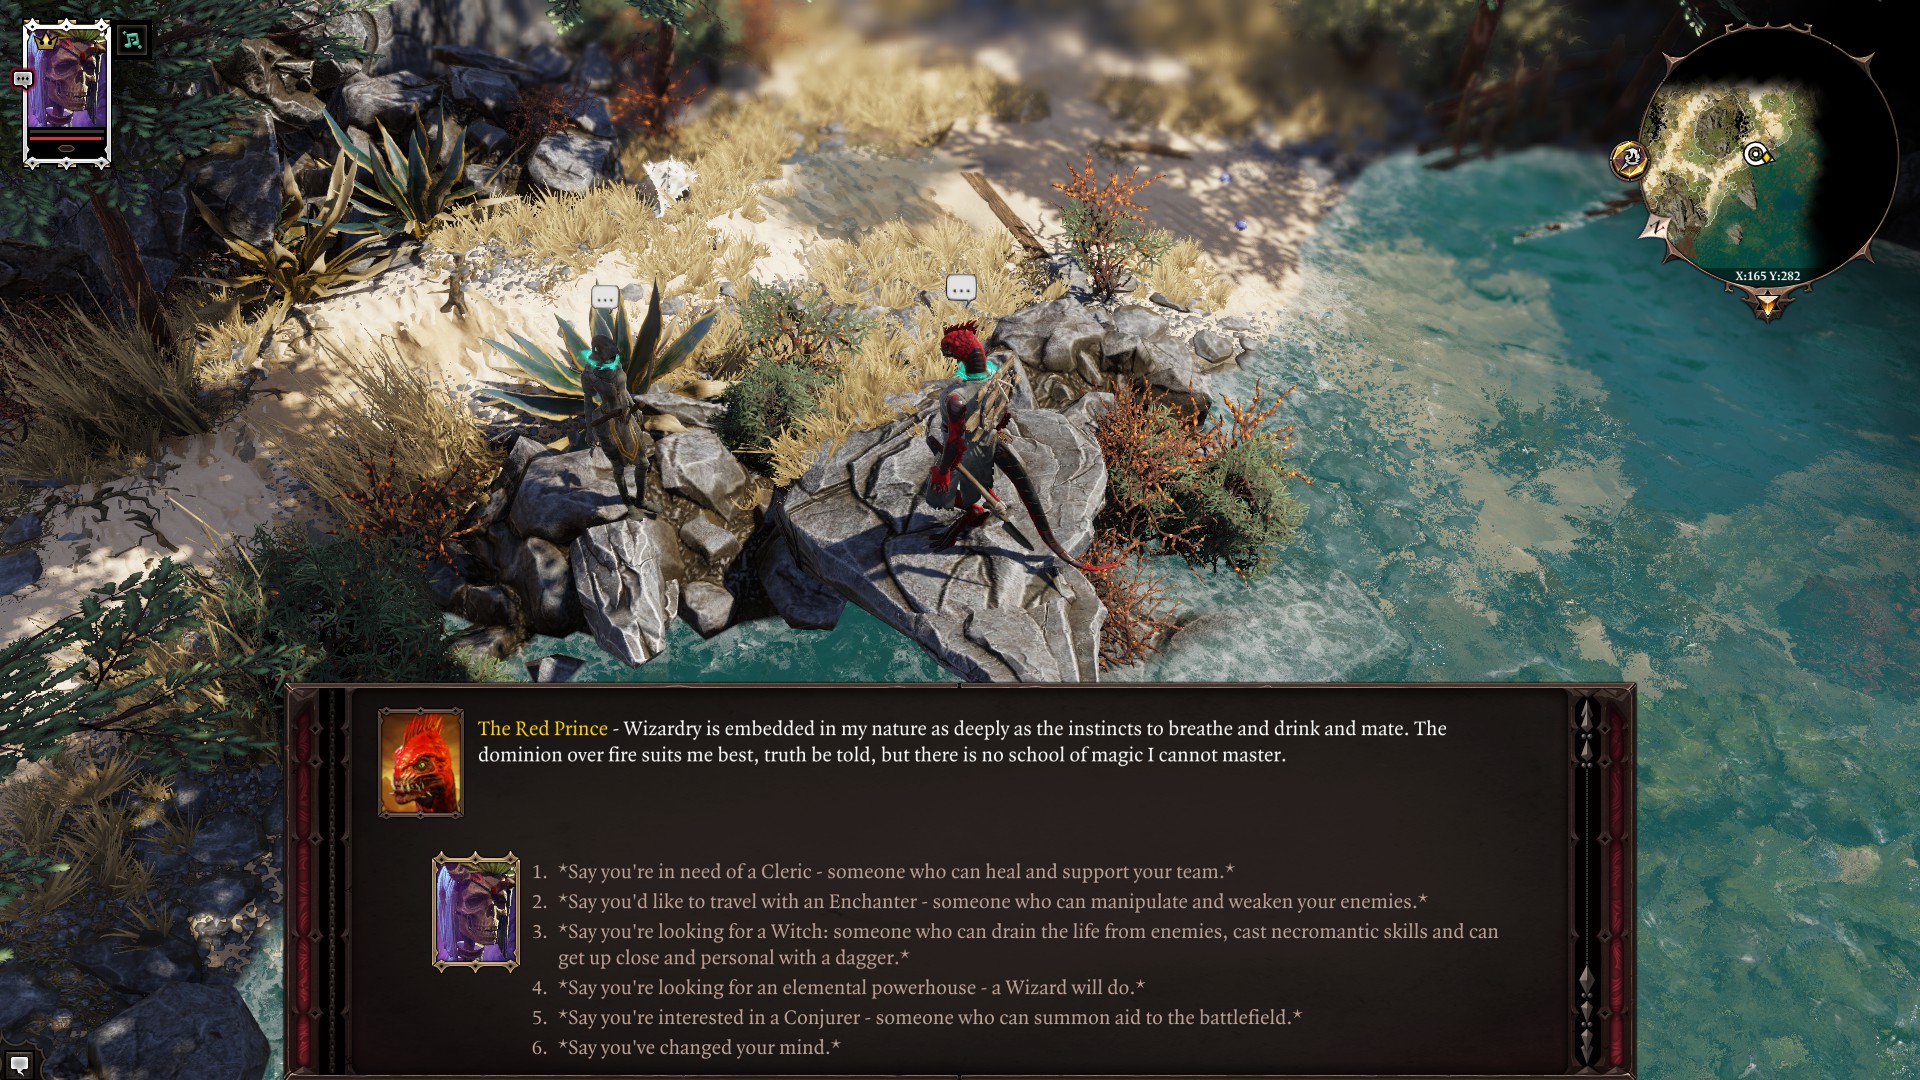 N
X:165 Y:282
The Red Prince - Wizardry is embedded in my nature as deeply as the instincts to breathe and drink and mate. The
dominion over fire suits me best, truth be told, but there is no school of magic I cannot master.
1. *Say you're in need of a Cleric - someone who can heal and support your team.*
2. *Say you'd like to travel with an Enchanter - someone who can manipulate and weaken your enemies.*
3. *Say you're looking for a Witch: someone who can drain the life from enemies, cast necromantic skills and can
get up close and personal with a dagger.*
4. *Say you're looking for an elemental powerhouse - a Wizard will do.*
5. *Say you're interested in a Conjurer - someone who can summon aid to the battlefield.*
6. *Say you've changed your mind.*